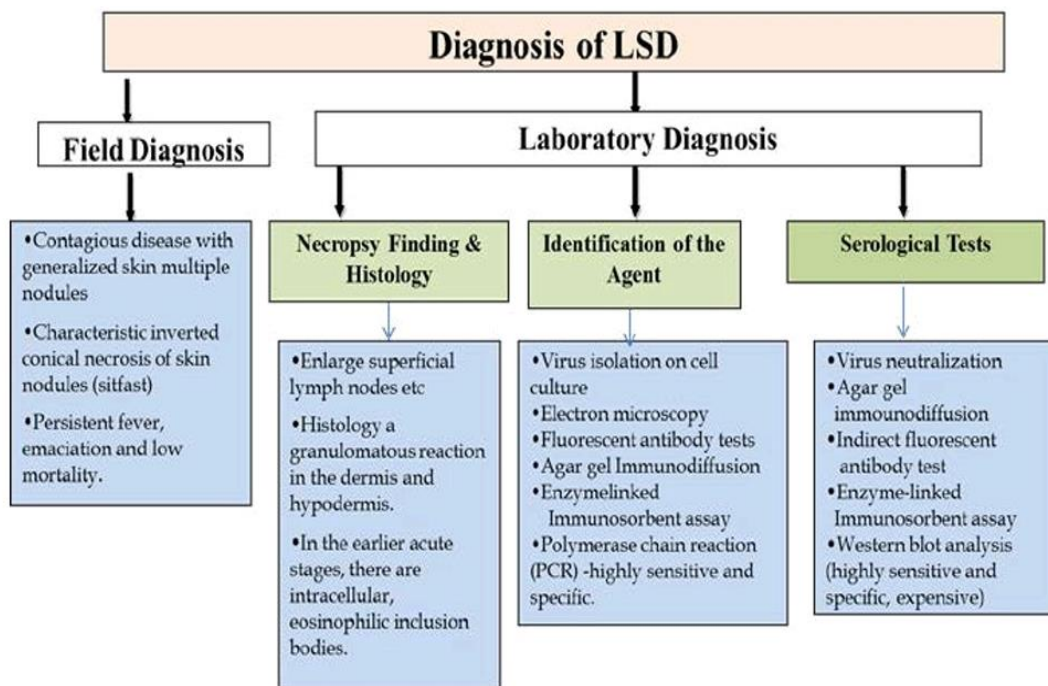 Diagnosis of LSD
Field Diagnosis
Laboratory Diagnosis
•Contagious disease with
generalized skin multiple
nodules
•Characteristic inverted
conical necrosis of skin
nodules (sitfast)
•Persistent fever,
emaciation and low
mortality.
Necropsy Finding &
Histology
•Enlarge superficial
lymph nodes etc
•Histology a
granulomatous reaction
in the dermis and
hypodermis.
•In the earlier acute
stages, there are
intracellular,
eosinophilic inclusion
bodies.
Identification of the
Agent
•Virus isolation on cell
culture
•Electron microscopy
•Fluorescent antibody tests
•Agar gel Immunodiffusion
•Enzymelinked
Immunosorbent assay
•Polymerase chain reaction
(PCR) -highly sensitive and
specific.
Serological Tests
•Virus neutralization
•Agar gel
immounodiffusion
•Indirect fluorescent
antibody test
•Enzyme-linked
Immunosorbent assay
•Western blot analysis
(highly sensitive and
specific, expensive)